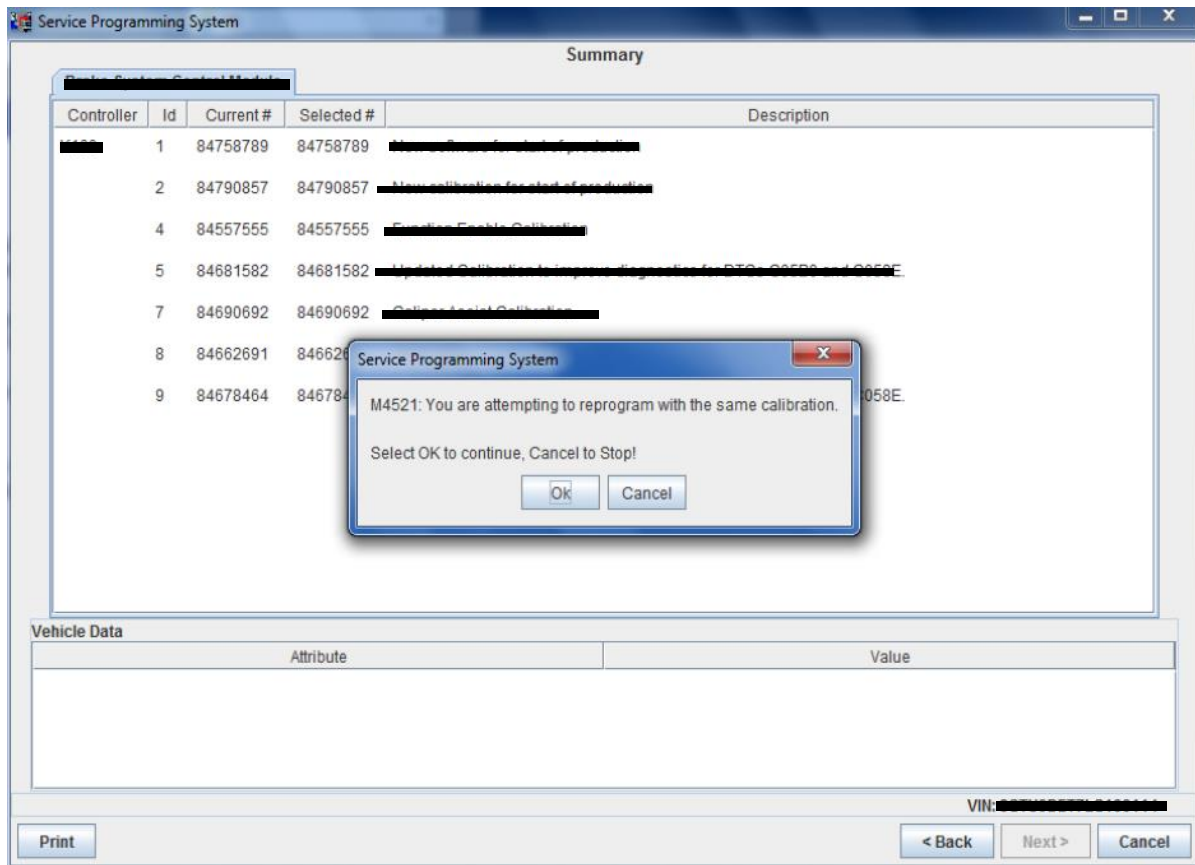 Service Programming System
Summary
Controller Id Current # Selected # Description
1 84758789 84758789
2 84790857 84790857
4 84557555 84557555
5 84681582 84681582
7 84690692 84690692
8 84662691
9 84678464
058E.
Service Programming System
M4521: You are attempting to reprogram with the same calibration.
Select OK to continue, Cancel to Stop!
Ok Cancel
Vehicle Data
Attribute Value
VIN:
Print < Back Next > Cancel